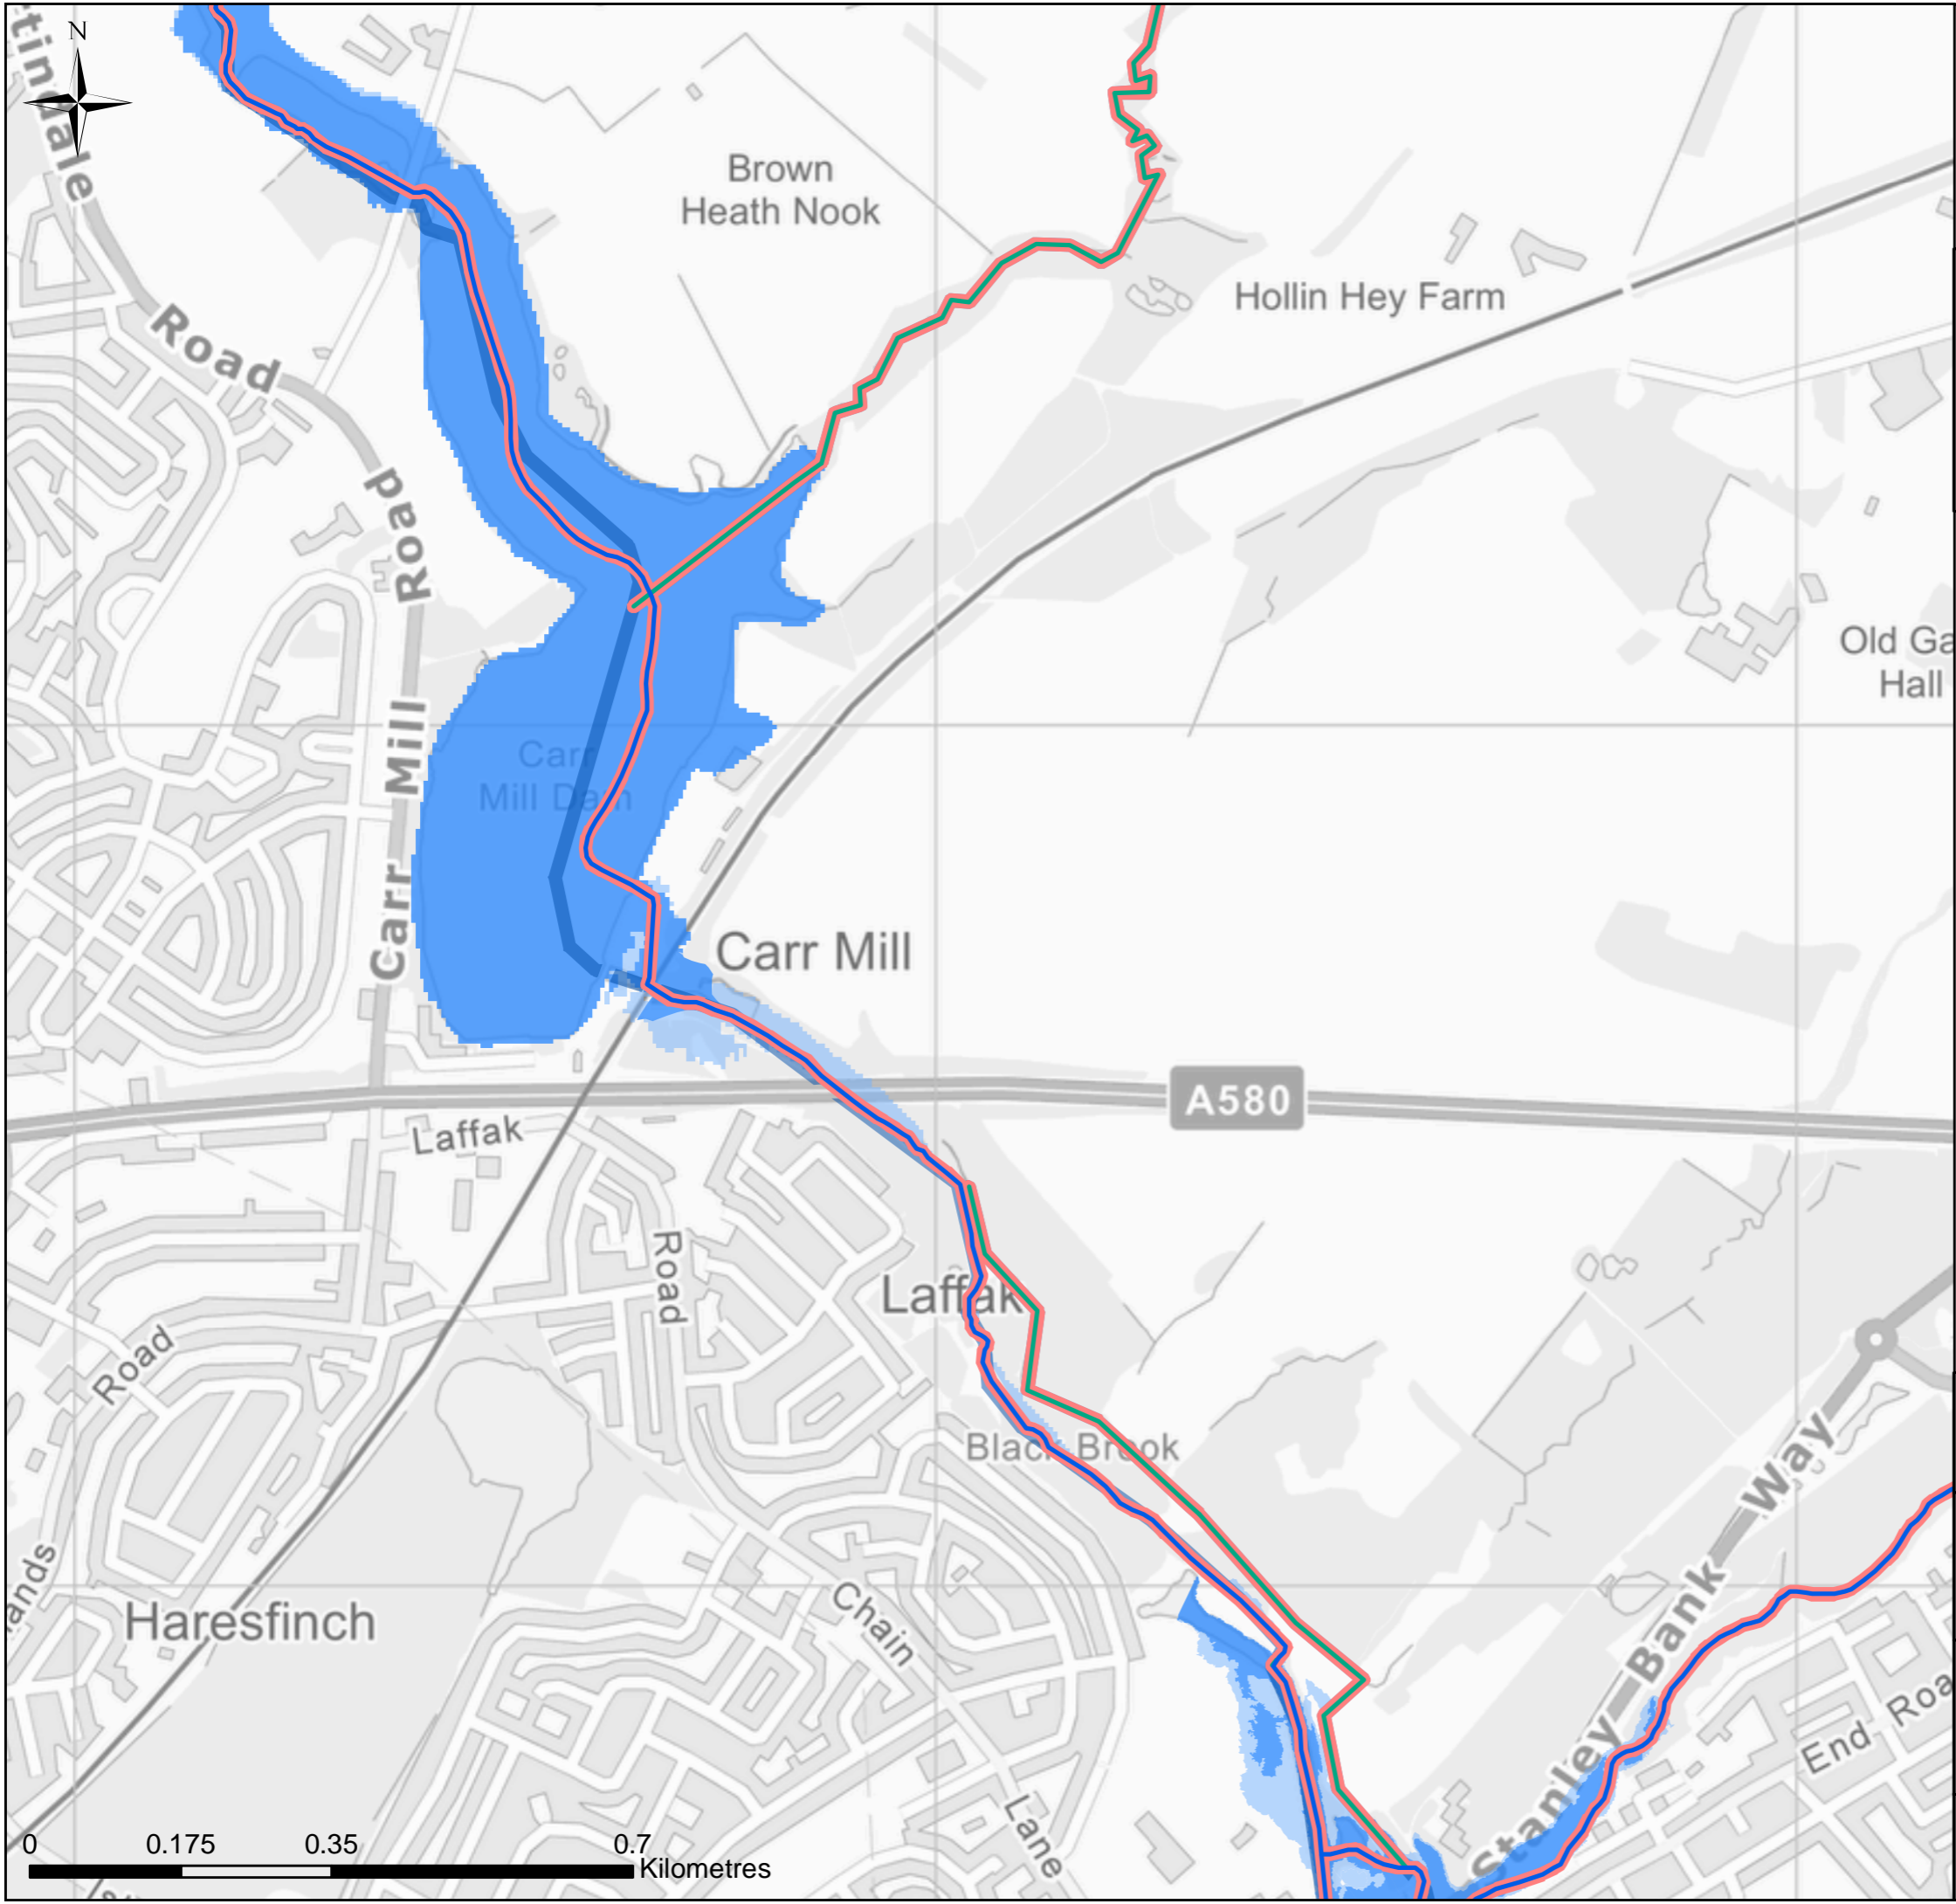 N
tindale
Road
Brown
Heath Nook
Hollin Hey Farm
Road
Old Ga
Hall
Carr
Mill Dam
Mill
Carr
Carr Mill
A580
Laffak
Road
Laffak
Road
Black Brook
Way
Bank
Stanley
lands
Haresfinch
Chain
Lane
End Roa
0 0.175 0.35 0.7
Kilometres